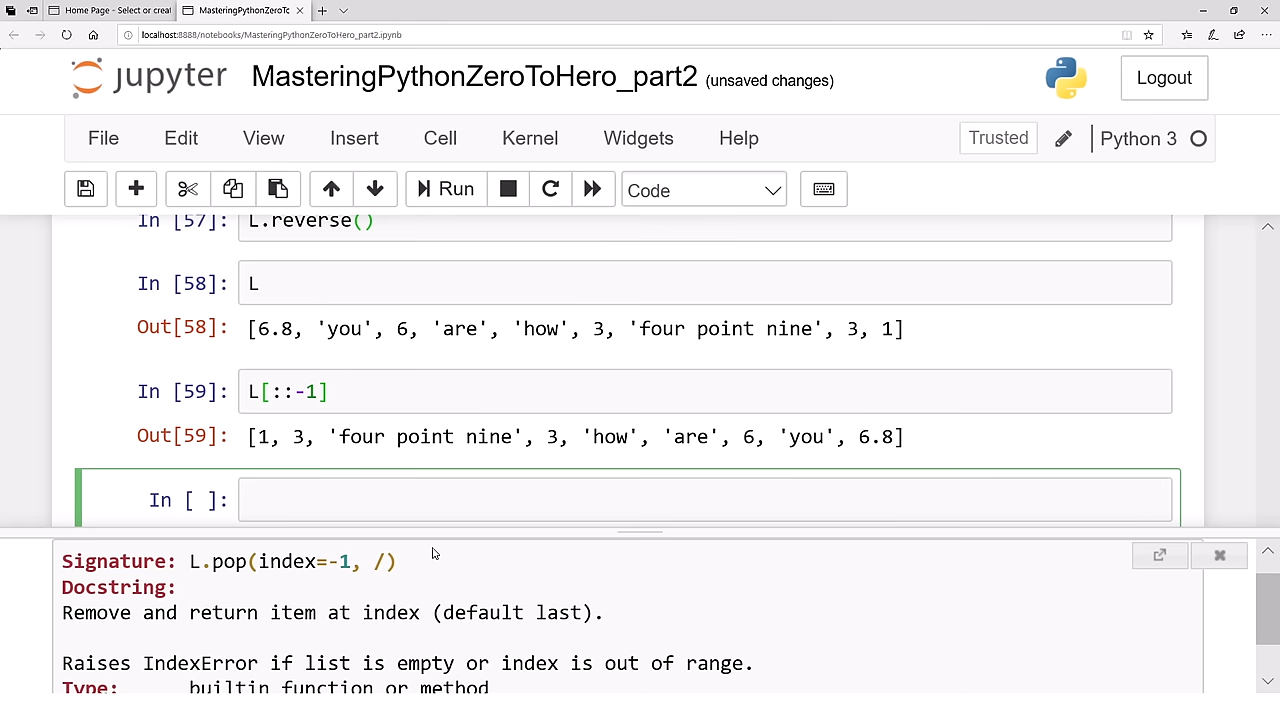 Home Page - Select or creat
MasteringPythonZeroTo
localhost:8888/notebooks/MasteringPythonZeroToHero_part2.ipynb
jupyter MasteringPythonZeroToHero_part2 (unsaved changes)
Logout
File Edit View Insert Cell Kernel Widgets Help
Trusted
Python 3
Run
Code
In [57]: L.reverse()
In [58]: L
Out[58]: [6.8, 'you', 6, 'are', 'how', 3, 'four point nine', 3, 1]
In [59]: L[::-1]
Out[59]: [1, 3, 'four point nine', 3, 'how', 'are', 6, 'you', 6.8]
In [ ]:
Signature: L.pop(index=-1, /)
Docstring:
Remove and return item at index (default last).
Raises IndexError if list is empty or index is out of range.
Type: builtin_function_or_method